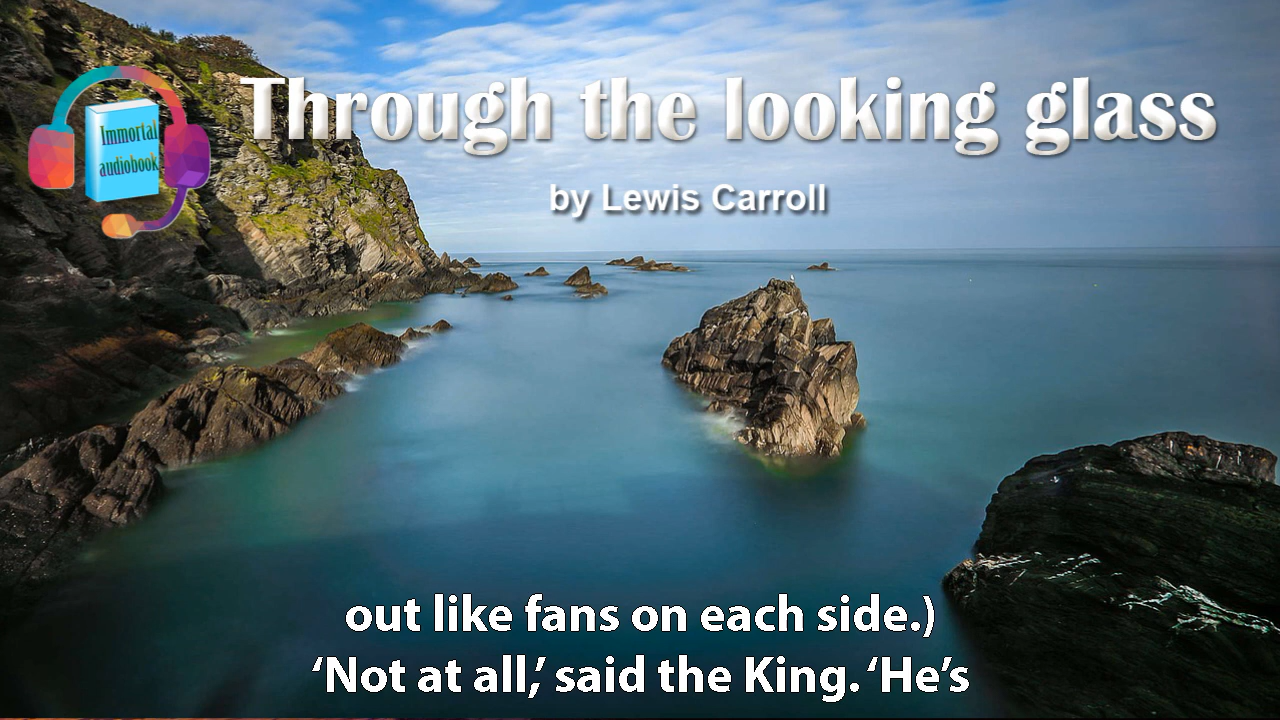 Through the looking glass
Immortal
audiobook
by Lewis Carroll
out like fans on each side.)
‘Not at all,’ said the King. ‘He’s